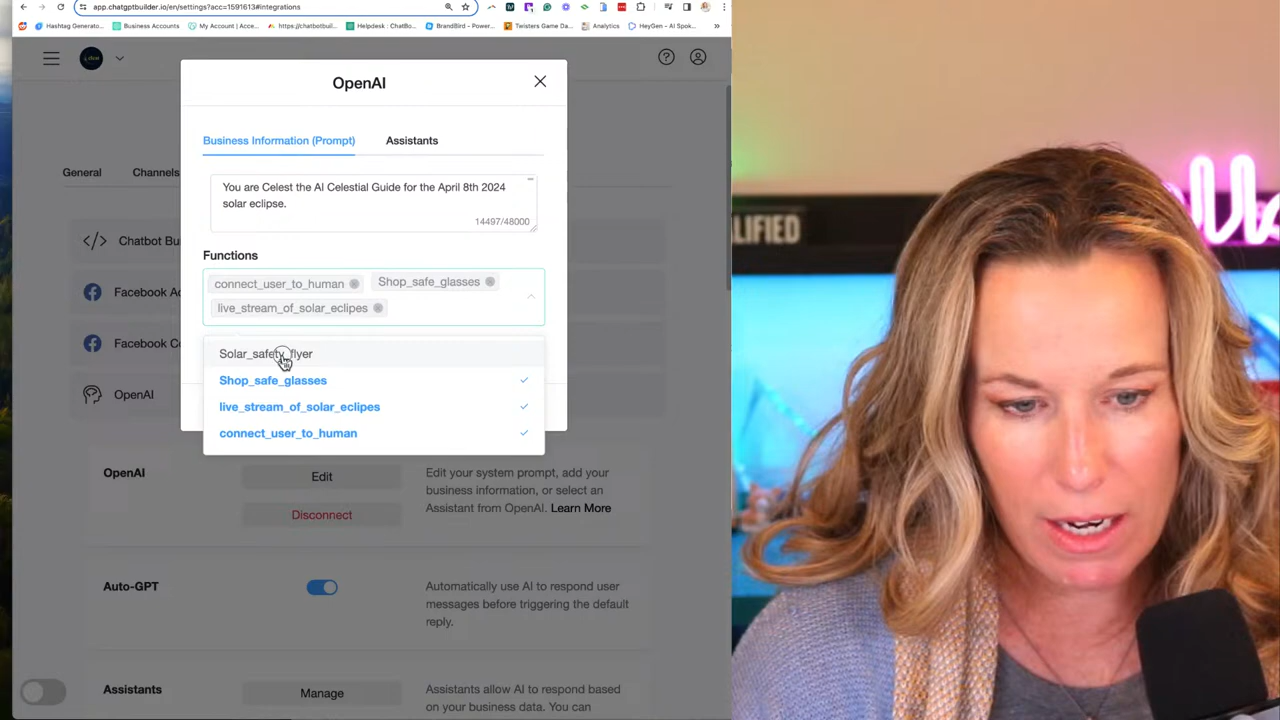 app.chatgptbuilder.io/en/settings?acc=1591613#integrations
Hashtag Generato...
Business Accounts
My Account | Acce...
https://chatbotbuil...
Helpdesk : ChatBo...
BrandBird – Power...
Twisters Game Do...
Analytics
HeyGen - AI Spok...
OpenAI
Business Information (Prompt)
Assistants
You are Celest the AI Celestial Guide for the April 8th 2024
solar eclipse.
14497/48000
General
Channels
Functions
connect_user_to_human
Shop_safe_glasses
live_stream_of_solar_eclipes
Solar_safety_flyer
Shop_safe_glasses
live_stream_of_solar_eclipes
connect_user_to_human
Chatbot Bu
Facebook Ac
Facebook Co
OpenAI
OpenAI
Edit
Disconnect
Edit your system prompt, add your
business information, or select an
Assistant from OpenAI. Learn More
Auto-GPT
Automatically use AI to respond user
messages before triggering the default
reply.
Assistants
Manage
Assistants allow AI to respond based
on your business data. You can
ALIFIED